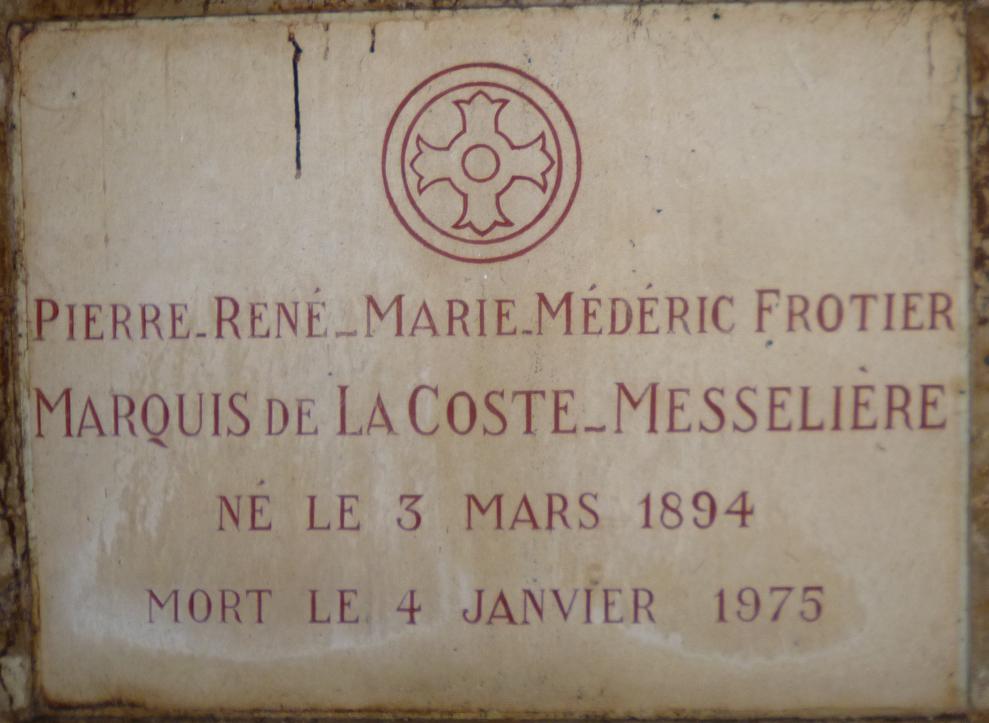 PIERRE-RENÉ-MARIE-MÉDÉRIC FROTIER
MARQUIS DE LA COSTE-MESSELIÈRE
NÉ LE 3 MARS 1894
MORT LE 4 JANVIER 1975